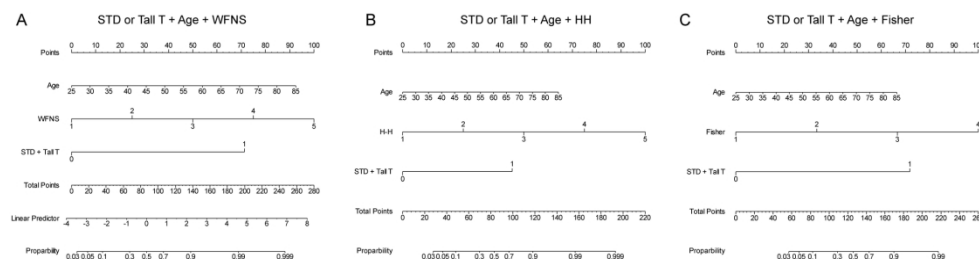 A
STD or Tall T + Age + WFNS
Points
0 10 20 30 40 50 60 70 80 90 100
Age
25 30 35 40 45 50 55 60 65 70 75 80 85
WFNS
2 4
1 3 5
STD + Tall T
1
0
Total Points
0 20 40 60 80 100 120 140 160 180 200 220 240 260 280
Linear Predictor
-4 -3 -2 -1 0 1 2 3 4 5 6 7 8
Proparbility
0.03 0.05 0.1 0.3 0.5 0.7 0.9 0.99 0.999
B
STD or Tall T + Age + HH
Points
0 10 20 30 40 50 60 70 80 90 100
Age
25 30 35 40 45 50 55 60 65 70 75 80 85
H-H
2 4
1 3 5
STD + Tall T
1
0
Total Points
0 20 40 60 80 100 120 140 160 180 200 220
Proparbility
0.03 0.05 0.1 0.3 0.5 0.7 0.9 0.99 0.999
C
STD or Tall T + Age + Fisher
Points
0 10 20 30 40 50 60 70 80 90 100
Age
25 30 35 40 45 50 55 60 65 70 75 80 85
Fisher
2 4
1 3
STD + Tall T
1
0
Total Points
0 20 40 60 80 100 120 140 160 180 200 220 240 260
Proparbility
0.03 0.05 0.1 0.3 0.5 0.7 0.9 0.99